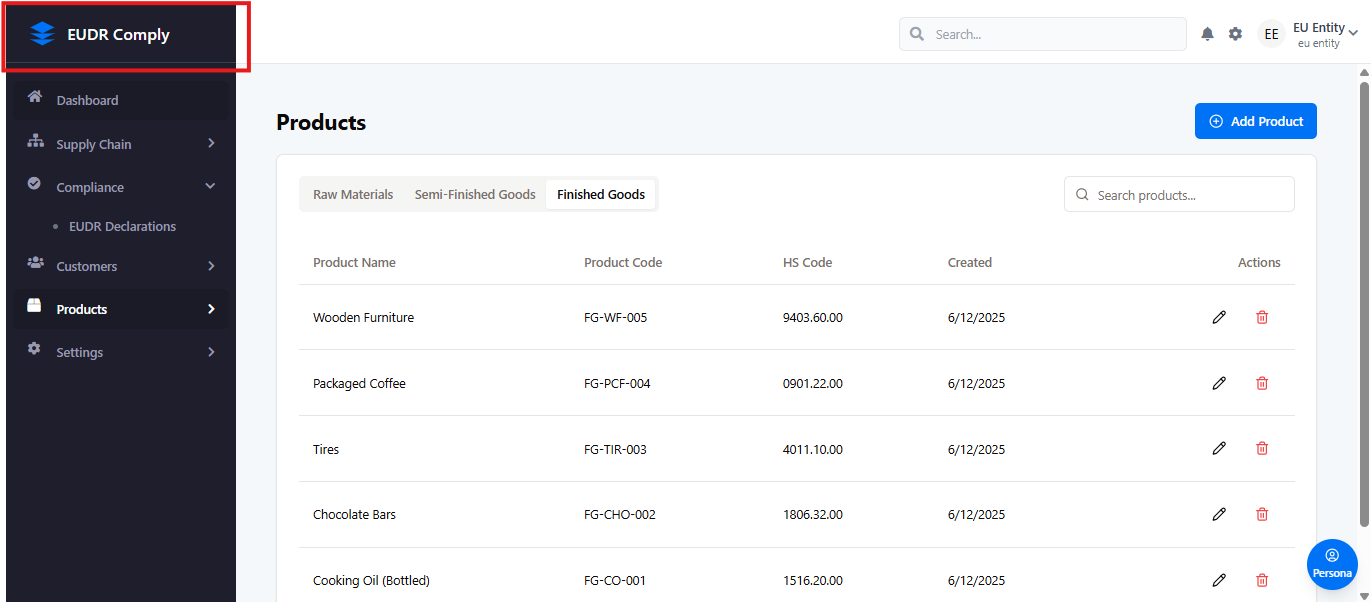 EUDR Comply
Search...
EE
EU Entity
eu entity
Dashboard
Supply Chain
Compliance
EUDR Declarations
Customers
Products
Settings
Products
Add Product
Raw Materials Semi-Finished Goods Finished Goods
Search products...
Product Name Product Code HS Code Created Actions
Wooden Furniture FG-WF-005 9403.60.00 6/12/2025
Packaged Coffee FG-PCF-004 0901.22.00 6/12/2025
Tires FG-TIR-003 4011.10.00 6/12/2025
Chocolate Bars FG-CHO-002 1806.32.00 6/12/2025
Cooking Oil (Bottled) FG-CO-001 1516.20.00 6/12/2025
Persona